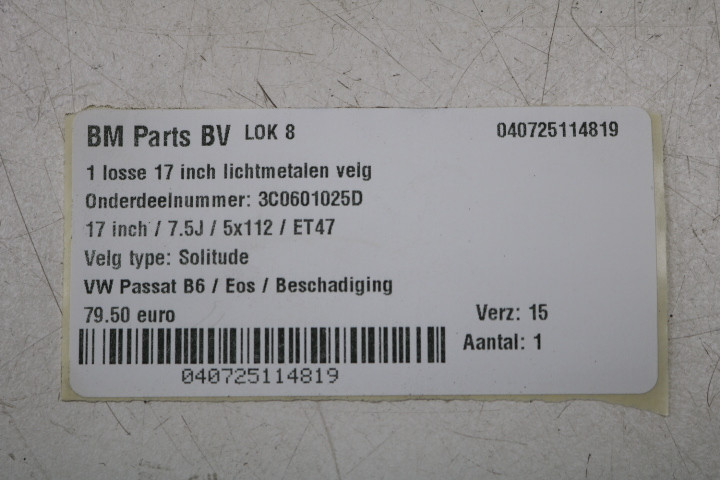 BM Parts BV LOK 8 040725114819
1 losse 17 inch lichtmetalen veig
Onderdeelnummer: 3C0601025D
17 inch / 7.5J / 5x112 / ET47
Velg type: Solitude
VW Passat B6 / Eos / Beschadiging
79.50 euro Verz: 15
Aantal: 1
040725114819